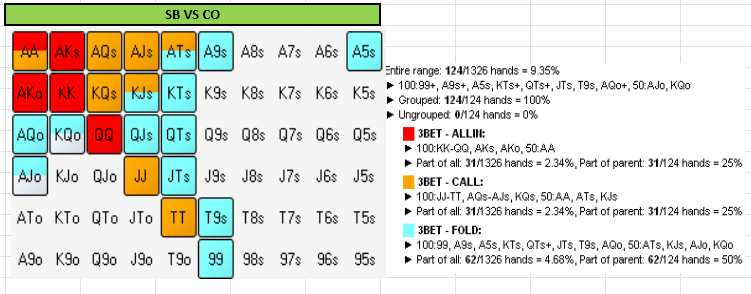 SB VS CO
AA AKs AQs AJs ATs A9s A8s A7s A6s A5s
AKo KK KQs KJs KTs K9s K8s K7s K6s K5s
AQo KQo QQ QJs QTs Q9s Q8s Q7s Q6s Q5s
AJo KJo QJo JJ JTs J9s J8s J7s J6s J5s
ATo KTo QTo JTo TT T9s T8s T7s T6s T5s
A9o K9o Q9o J9o T9o 99 98s 97s 96s 95s
Entire range: 124/1326 hands = 9.35%
► 100:99+, A9s+, A5s, KTs+, QTs+, JTs, T9s, AQo+, 50:AJo, KQo
► Grouped: 124/124 hands = 100%
► Ungrouped: 0/124 hands = 0%
3BET - ALLIN:
► 100:KK-QQ, AKs, AKo, 50:AA
► Part of all: 31/1326 hands = 2.34%, Part of parent: 31/124 hands = 25%
3BET - CALL:
► 100:JJ-TT, AQs-AJs, KQs, 50:AA, ATs, KJs
► Part of all: 31/1326 hands = 2.34%, Part of parent: 31/124 hands = 25%
3BET - FOLD:
► 100:99, A9s, A5s, KTs, QTs+, JTs, T9s, AQo, 50:ATs, KJs, AJo, KQo
► Part of all: 62/1326 hands = 4.68%, Part of parent: 62/124 hands = 50%